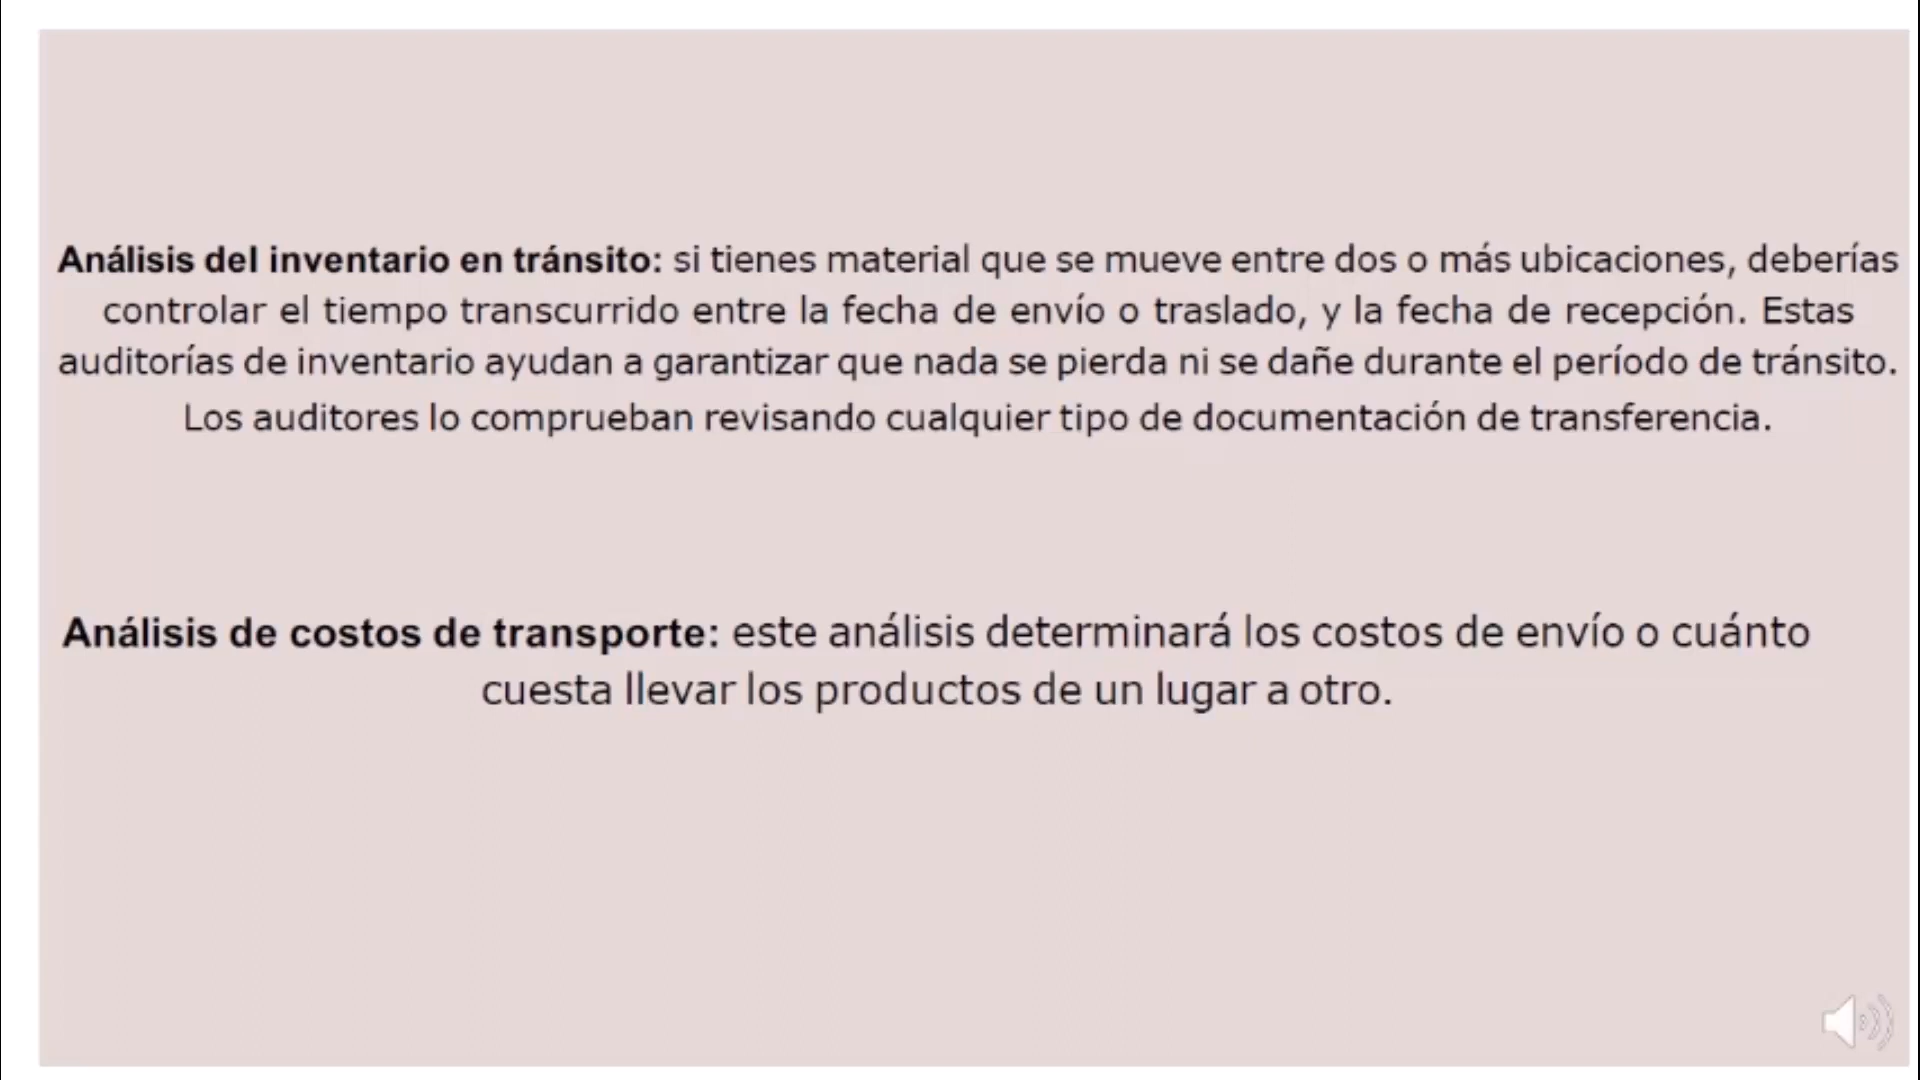 Análisis del inventario en tránsito: si tienes material que se mueve entre dos o más ubicaciones, deberías
controlar el tiempo transcurrido entre la fecha de envío o traslado, y la fecha de recepción. Estas
auditorías de inventario ayudan a garantizar que nada se pierda ni se dañe durante el período de tránsito.
Los auditores lo comprueban revisando cualquier tipo de documentación de transferencia.
Análisis de costos de transporte: este análisis determinará los costos de envío o cuánto
cuesta llevar los productos de un lugar a otro.